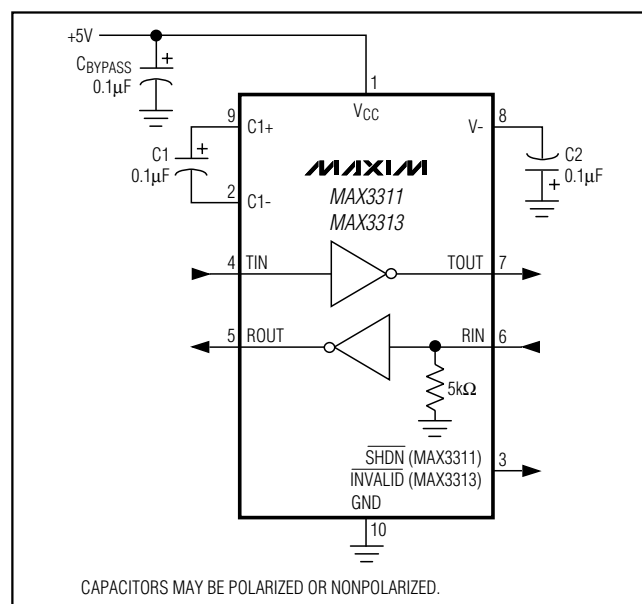 +5V
CBYPASS
0.1μF
1
VCC
9
C1+
V-
8
C1
0.1μF
C2
0.1μF
MAXIM
2
C1-
MAX3311
MAX3313
4
TIN
TOUT
7
5
ROUT
RIN
6
5kΩ
SHDN (MAX3311)
INVALID (MAX3313)
3
GND
10
CAPACITORS MAY BE POLARIZED OR NONPOLARIZED.